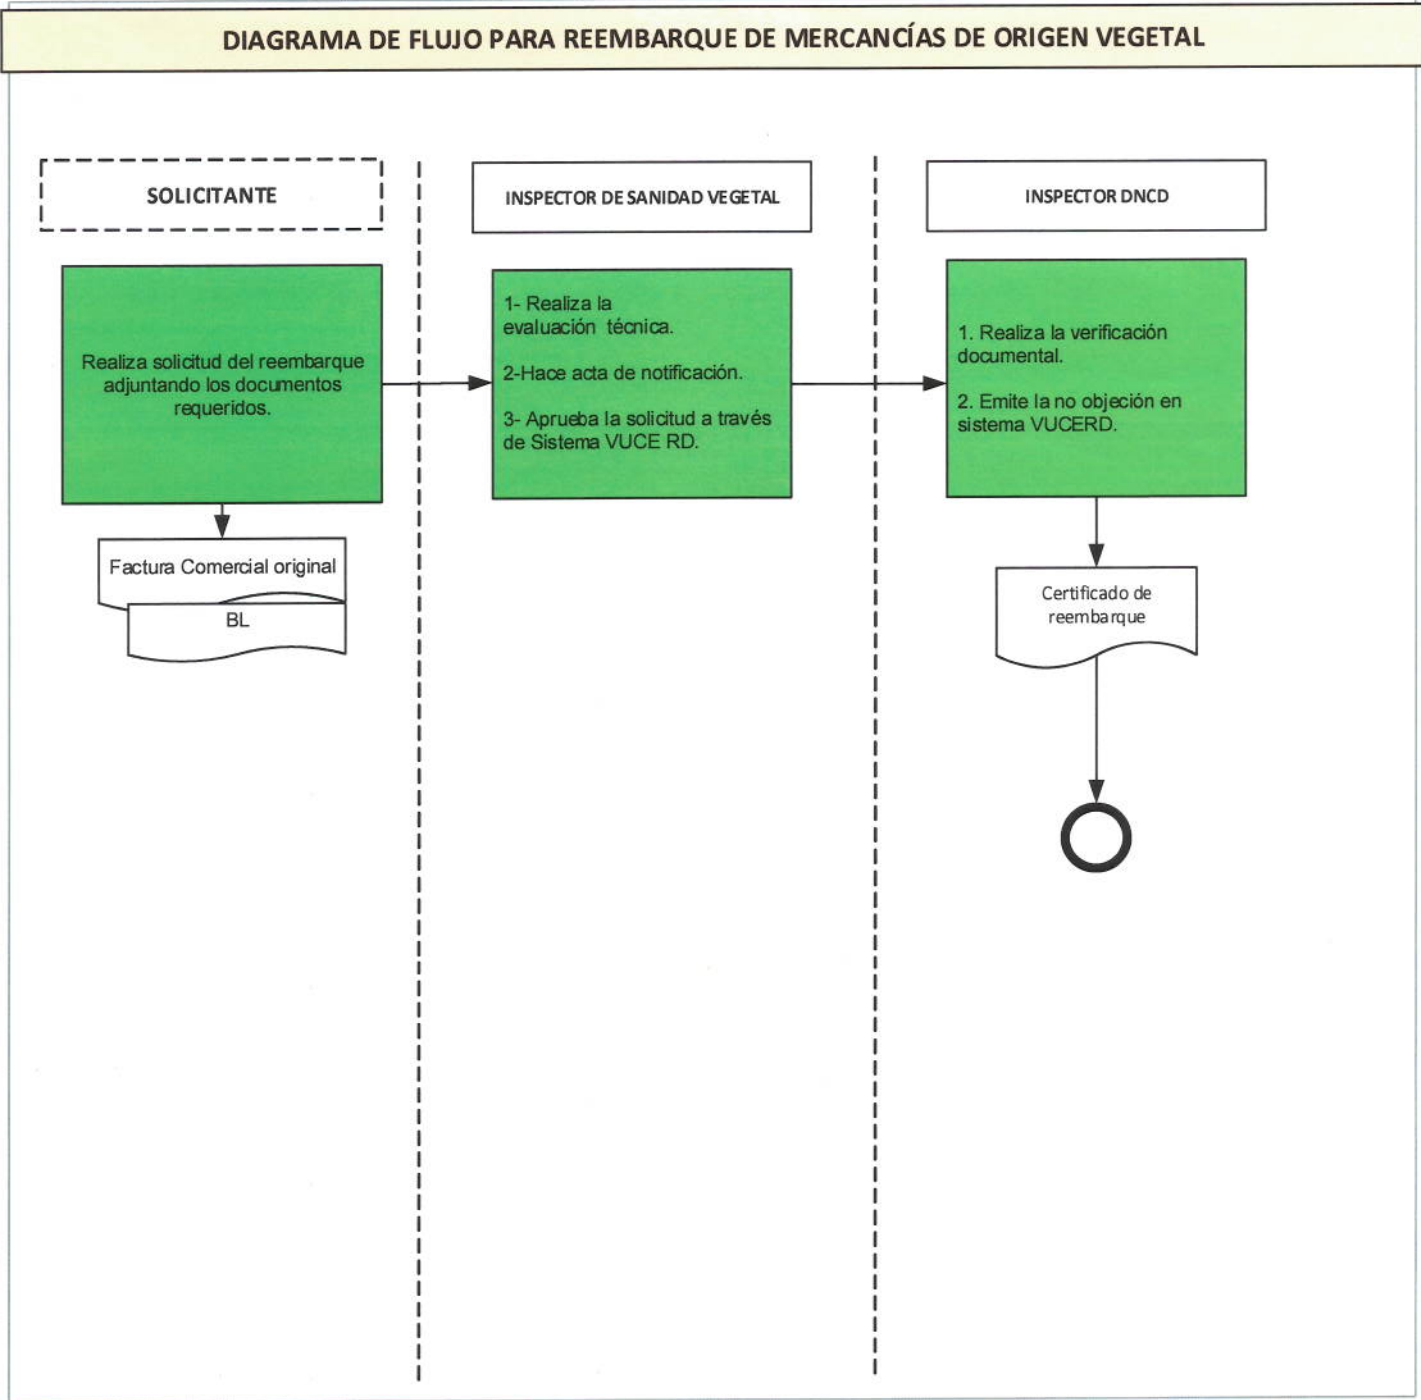 DIAGRAMA DE FLUJO PARA REEMBARQUE DE MERCANCÍAS DE ORIGEN VEGETAL
SOLICITANTE
Realiza solicitud del reembarque
adjuntando los documentos
requeridos.
Factura Comercial original
BL
INSPECTOR DE SANIDAD VEGETAL
1- Realiza la
evaluación técnica.
2-Hace acta de notificación.
3- Aprueba la solicitud a través
de Sistema VUCE RD.
INSPECTOR DNCD
1. Realiza la verificación
documental.
2. Emite la no objeción en
sistema VUCERD.
Certificado de
reembarque